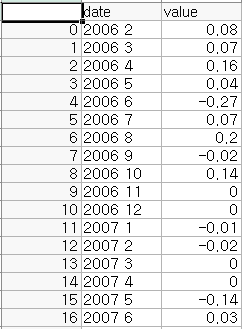 date value
0 2006 2 0.08
1 2006 3 0.07
2 2006 4 0.16
3 2006 5 0.04
4 2006 6 -0.27
5 2006 7 0.07
6 2006 8 0.2
7 2006 9 -0.02
8 2006 10 0.14
9 2006 11 0
10 2006 12 0
11 2007 1 -0.01
12 2007 2 -0.02
13 2007 3 0
14 2007 4 0
15 2007 5 -0.14
16 2007 6 0.03